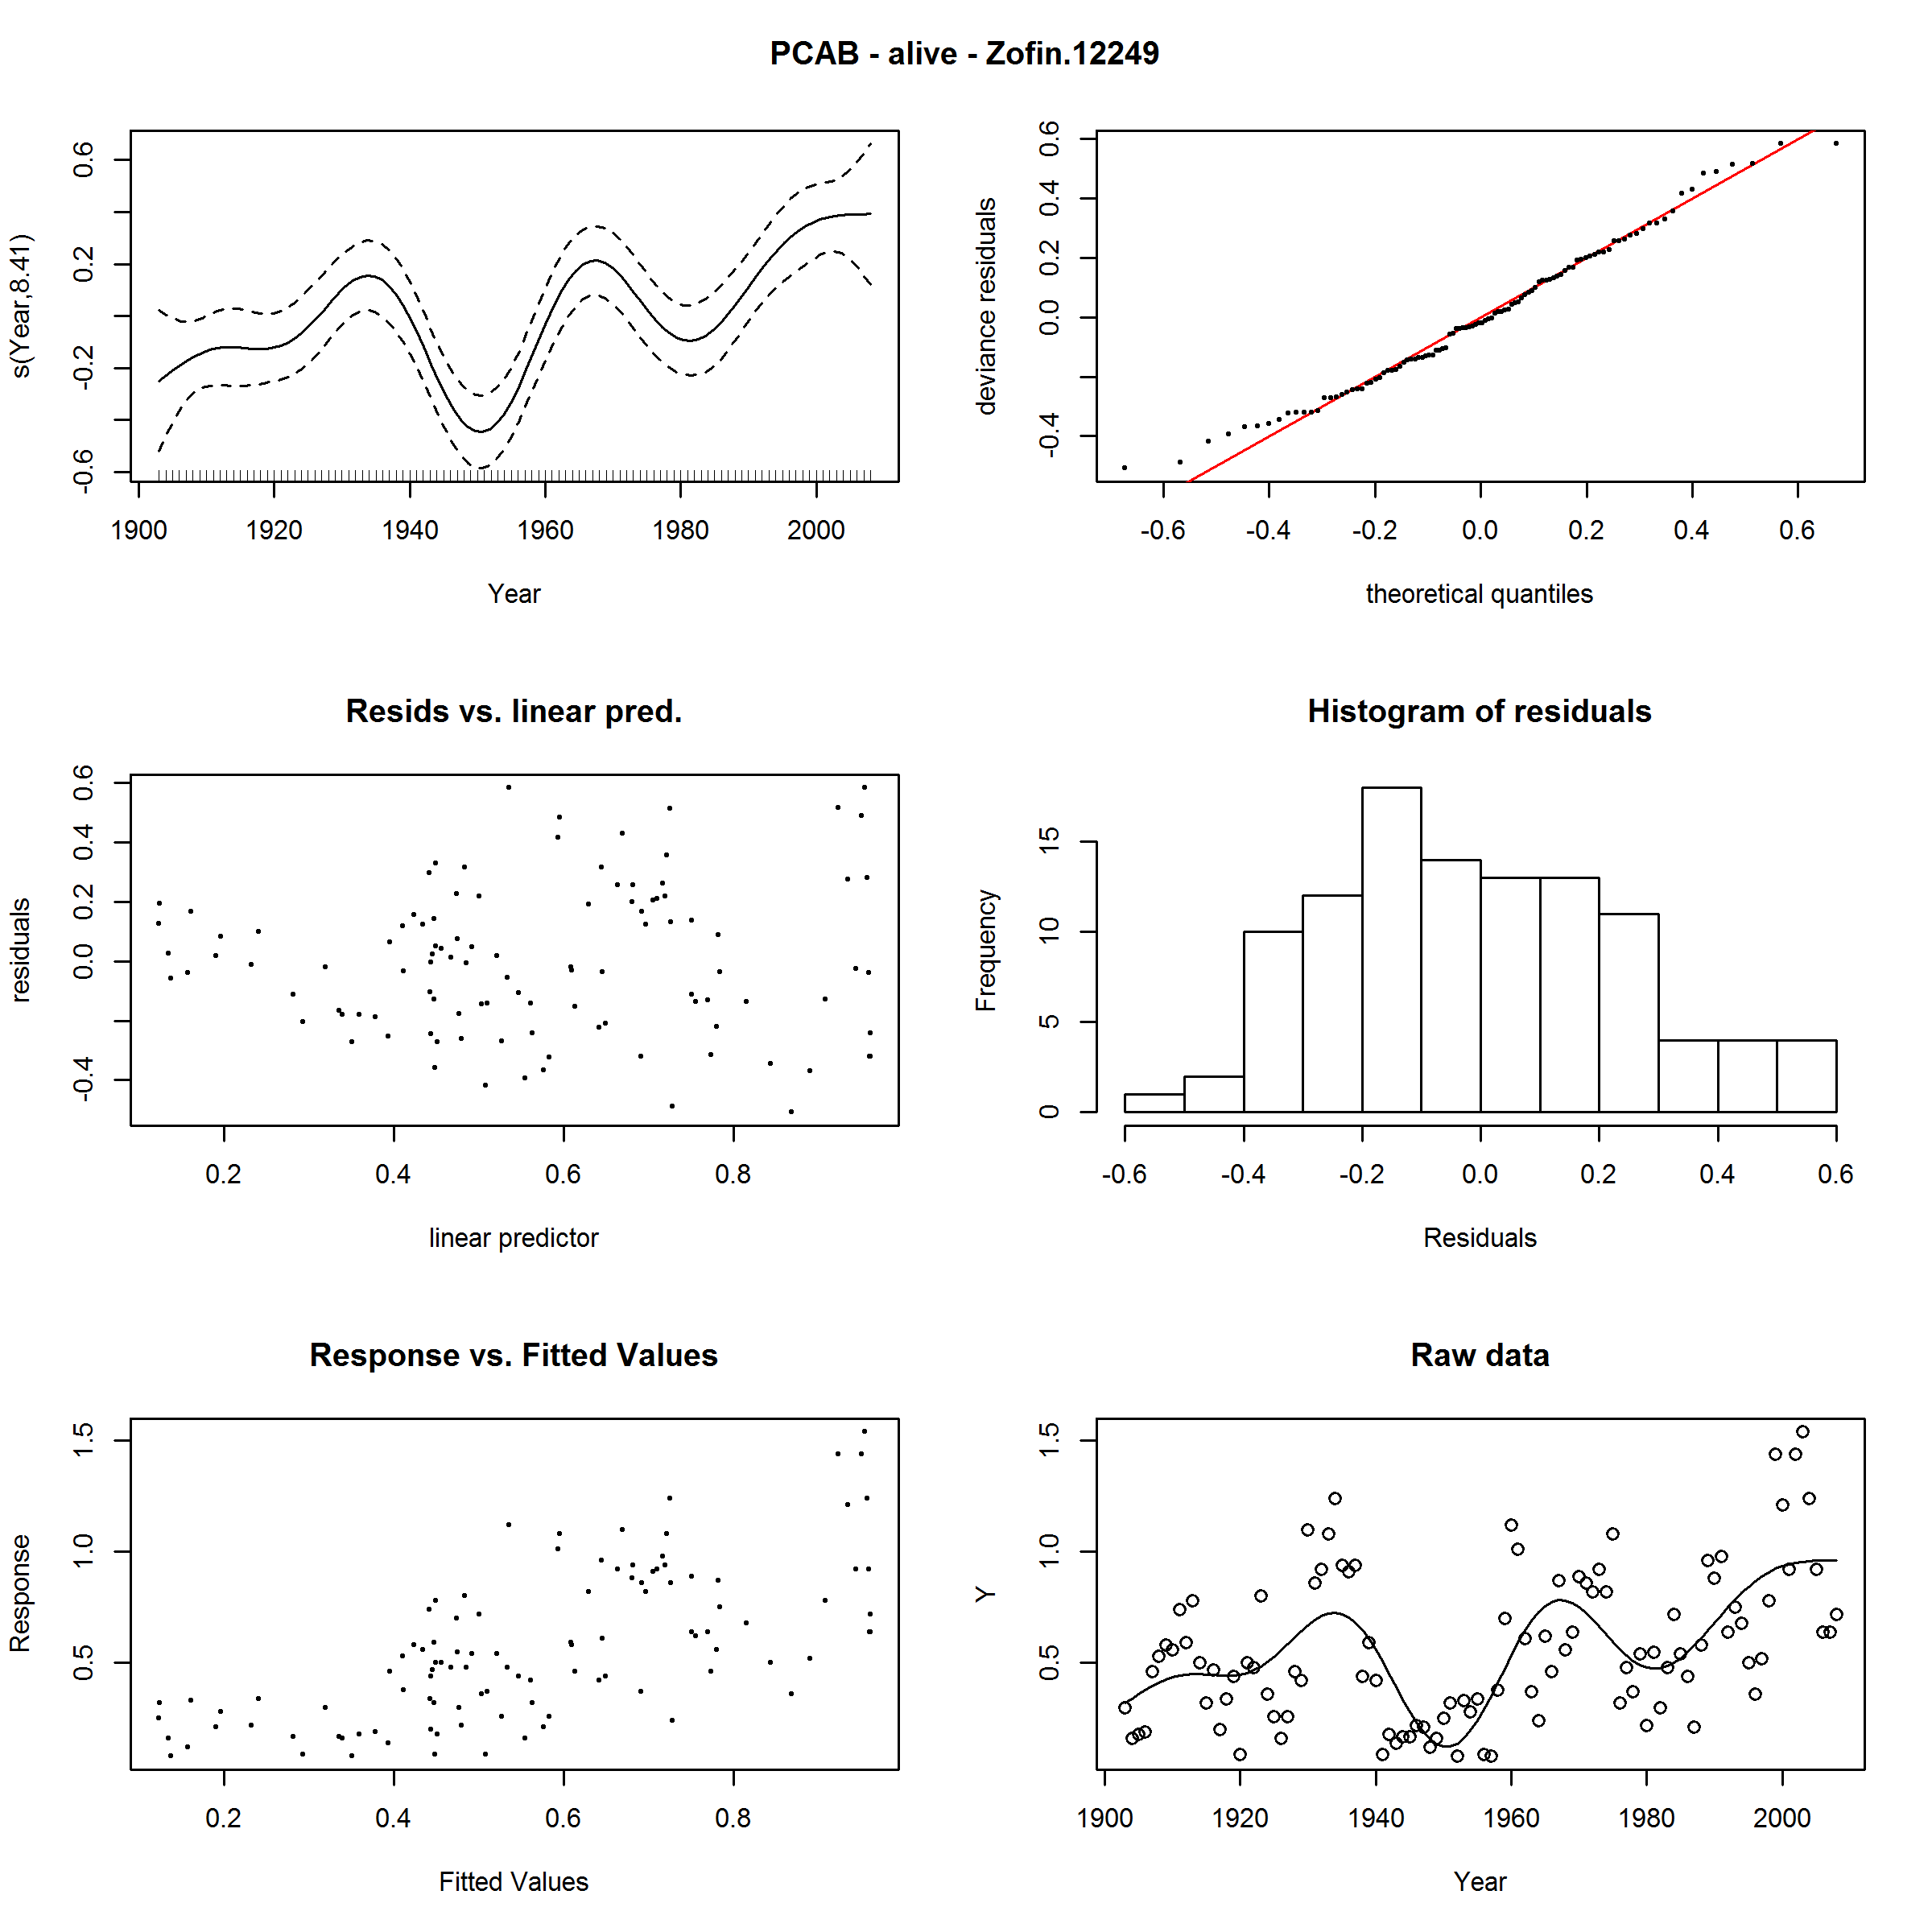 PCAB - alive - Zofin.12249
s(Year,8.41)
-0.6 -0.2 0.2 0.6
1900 1920 1940 1960 1980 2000
Year
deviance residuals
-0.4 0.0 0.2 0.4 0.6
-0.6 -0.4 -0.2 0.0 0.2 0.4 0.6
theoretical quantiles
Resids vs. linear pred.
residuals
-0.4 0.0 0.2 0.4 0.6
0.2 0.4 0.6 0.8
linear predictor
Histogram of residuals
Frequency
0 5 10 15
-0.6 -0.4 -0.2 0.0 0.2 0.4 0.6
Residuals
Response vs. Fitted Values
Response
0.5 1.0 1.5
0.2 0.4 0.6 0.8
Fitted Values
Raw data
Y
0.5 1.0 1.5
1900 1920 1940 1960 1980 2000
Year